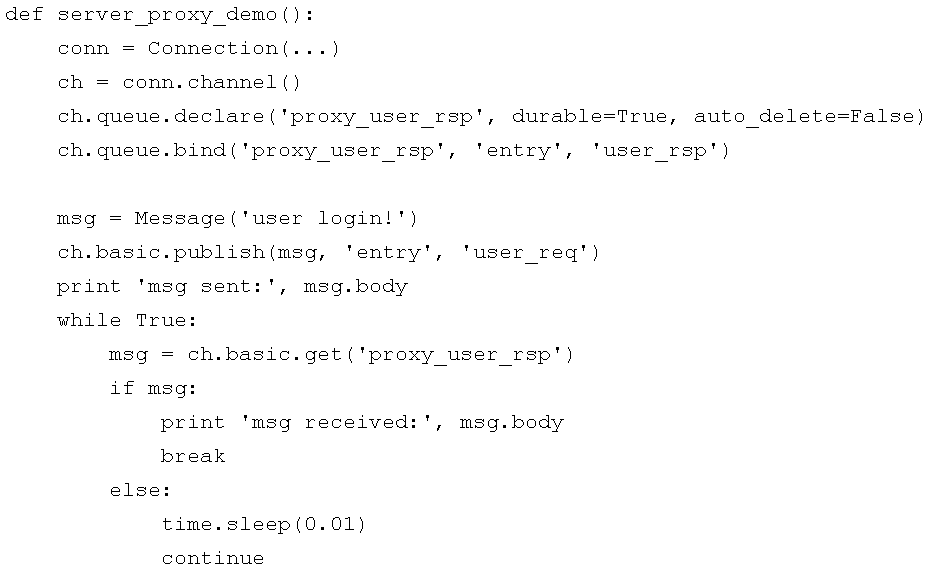 def server_proxy_demo():
    conn = Connection(...)
    ch = conn.channel()
    ch.queue.declare('proxy_user_rsp', durable=True, auto_delete=False)
    ch.queue.bind('proxy_user_rsp', 'entry', 'user_rsp')

    msg = Message('user login!')
    ch.basic.publish(msg, 'entry', 'user_req')
    print 'msg sent:', msg.body
    while True:
        msg = ch.basic.get('proxy_user_rsp')
        if msg:
            print 'msg received:', msg.body
            break
        else:
            time.sleep(0.01)
            continue